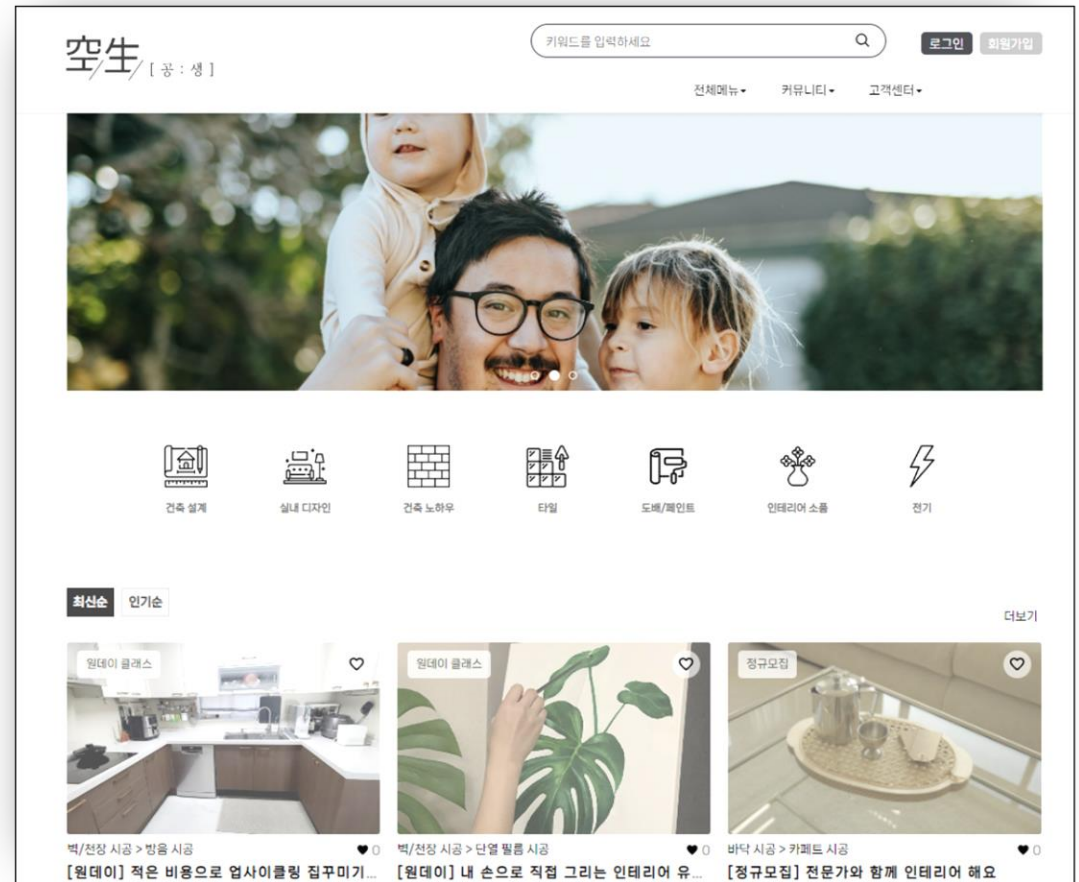 空生 [ 공 : 생 ]
키워드를 입력하세요
로그인 회원가입
전체메뉴 커뮤니티 고객센터
건축 설계 실내 디자인 건축 노하우 타일 도배/페인트 인테리어 소품 전기
최신순 인기순
더보기
원데이 클래스 원데이 클래스 정규모집
벽/천장 시공 > 방음 시공 0 벽/천장 시공 > 단열 필름 시공 0 바닥 시공 > 카페트 시공 0
[원데이] 적은 비용으로 업사이클링 집꾸미기... [원데이] 내 손으로 직접 그리는 인테리어 유... [정규모집] 전문가와 함께 인테리어 해요